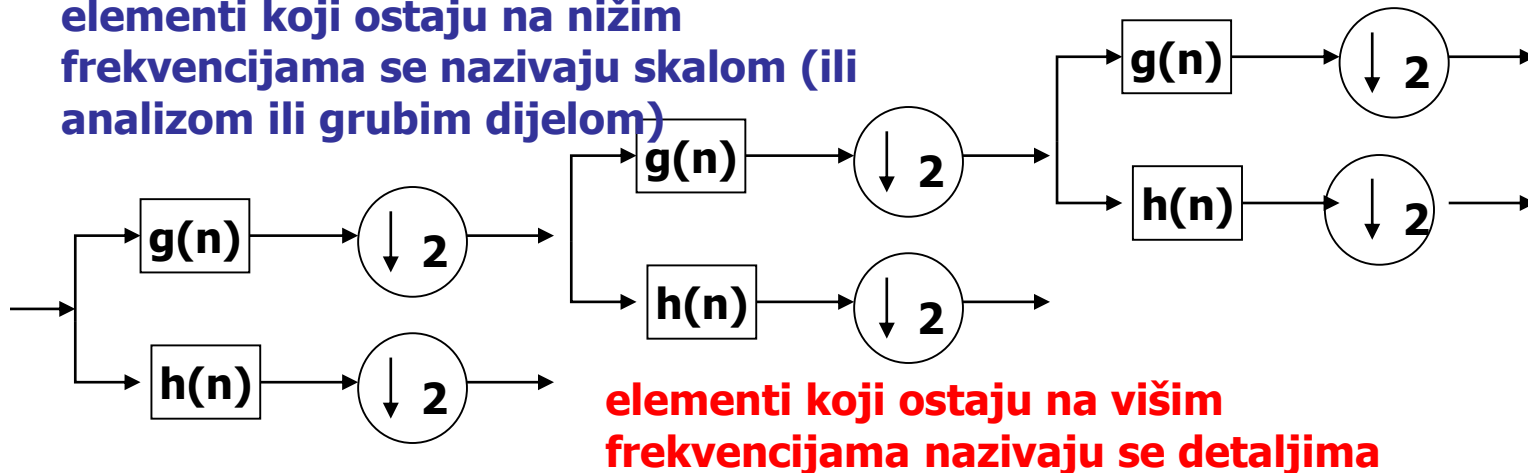 elementi koji ostaju na nižim
frekvencijama se nazivaju skalom (ili
analizom ili grubim dijelom)
g(n)
↓ 2
h(n)
↓ 2
g(n)
↓ 2
h(n)
↓ 2
g(n)
↓ 2
h(n)
↓ 2
elementi koji ostaju na višim
frekvencijama nazivaju se detaljima